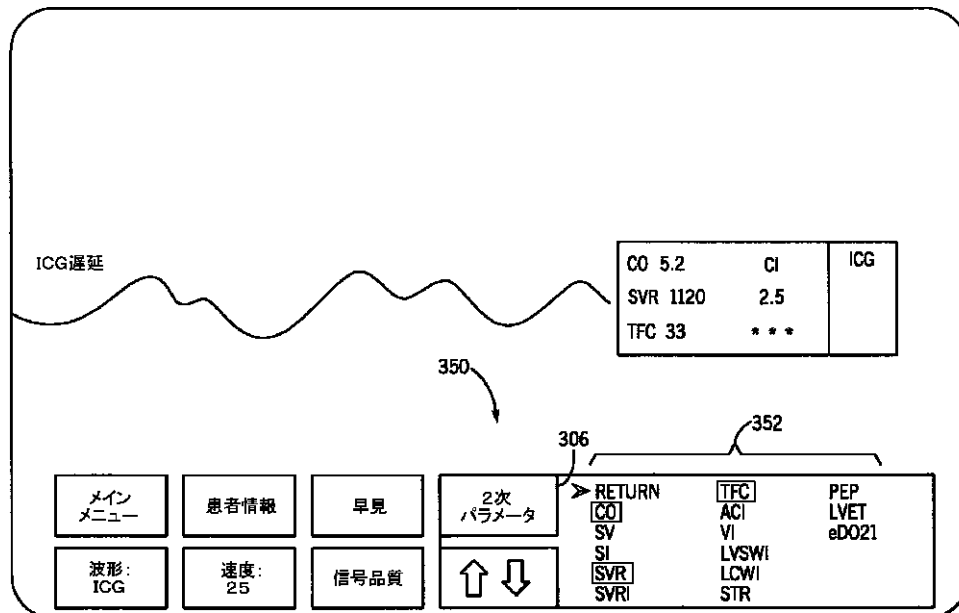 ICG遅延
CO 5.2 CI ICG
SVR 1120 2.5
TFC 33 * * *
350
306
352
メイン
メニュー
患者情報
早見
2次
パラメータ
波形:
ICG
速度:
25
信号品質
RETURN
CO
SV
SI
SVR
SVRI
TFC
ACI
VI
LVSWI
LCWI
STR
PEP
LVET
eDO21